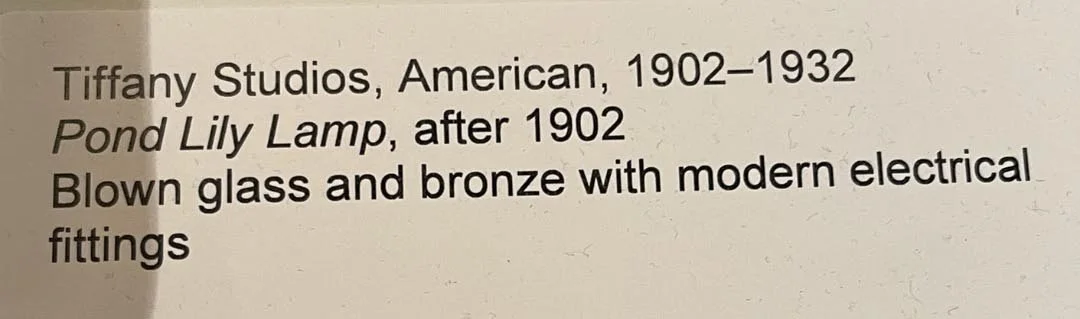 Tiffany Studios, American, 1902–1932
Pond Lily Lamp, after 1902
Blown glass and bronze with modern electrical
fittings